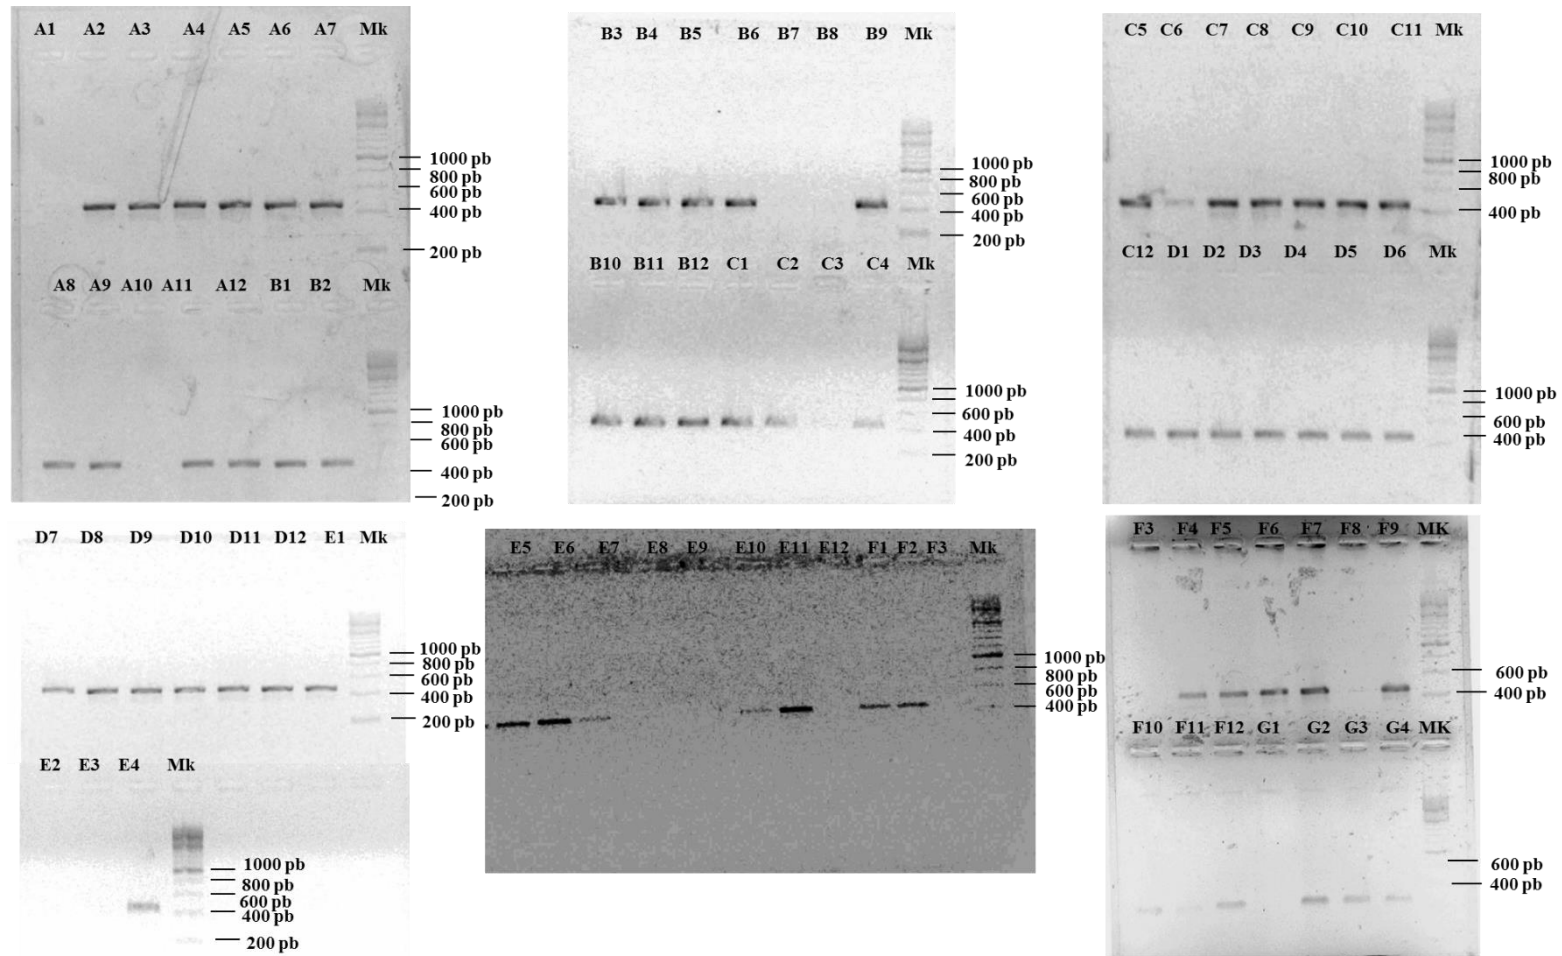 A1 A2 A3 A4 A5 A6 A7 Mk
1000 pb
800 pb
600 pb
400 pb
200 pb
A8 A9 A10 A11 A12 B1 B2 Mk
1000 pb
800 pb
600 pb
400 pb
200 pb
B3 B4 B5 B6 B7 B8 B9 Mk
1000 pb
800 pb
600 pb
400 pb
200 pb
B10 B11 B12 C1 C2 C3 C4 Mk
1000 pb
600 pb
400 pb
200 pb
C5 C6 C7 C8 C9 C10 C11 Mk
1000 pb
800 pb
400 pb
C12 D1 D2 D3 D4 D5 D6 Mk
1000 pb
600 pb
400 pb
D7 D8 D9 D10 D11 D12 E1 Mk
1000 pb
800 pb
600 pb
400 pb
200 pb
E2 E3 E4 Mk
1000 pb
800 pb
600 pb
400 pb
200 pb
E5 E6 E7 E8 E9 E10 E11 E12 F1 F2 F3 Mk
1000 pb
800 pb
600 pb
400 pb
F3 F4 F5 F6 F7 F8 F9 MK
600 pb
400 pb
F10 F11 F12 G1 G2 G3 G4 MK
600 pb
400 pb